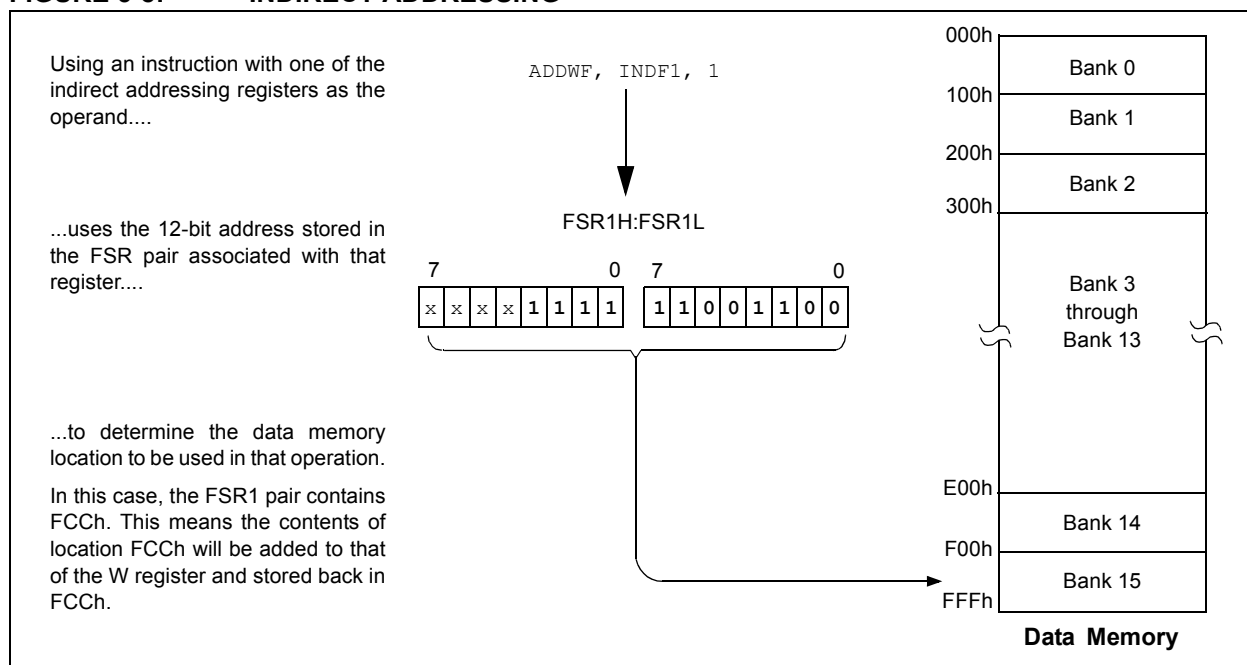 Using an instruction with one of the
indirect addressing registers as the
operand....
ADDWF, INDF1, 1
...uses the 12-bit address stored in
the FSR pair associated with that
register....
FSR1H:FSR1L
7 0 7 0
x x x x 1 1 1 1 1 1 0 0 1 1 0 0
...to determine the data memory
location to be used in that operation.
In this case, the FSR1 pair contains
FCCh. This means the contents of
location FCCh will be added to that
of the W register and stored back in
FCCh.
000h
Bank 0
100h
Bank 1
200h
Bank 2
300h
Bank 3
through
Bank 13
E00h
Bank 14
F00h
Bank 15
FFFh
Data Memory